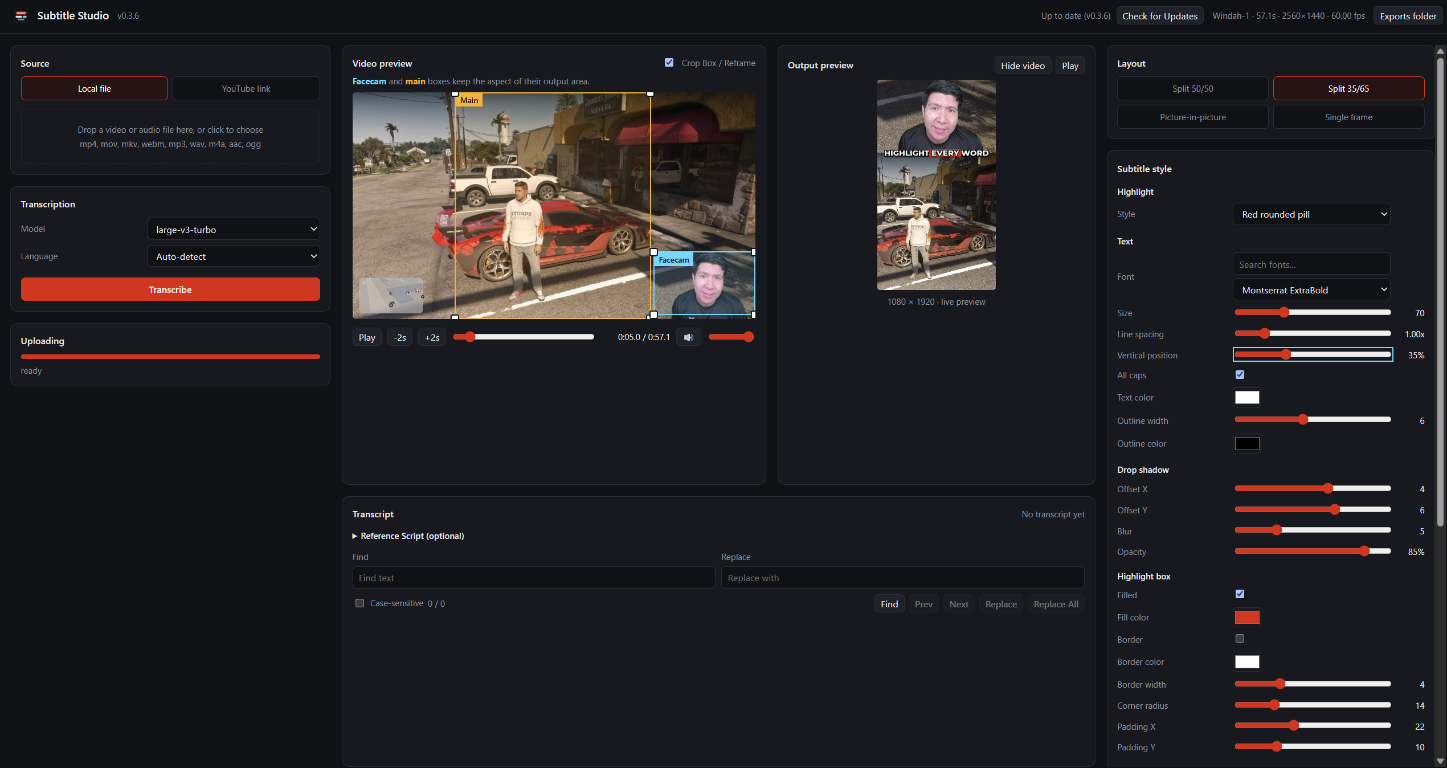 Subtitle Studio v0.3.6
Up to date (v0.3.6) Check for Updates Windah-1 · 57.1s · 2560×1440 · 60.00 fps Exports folder
Source
Local file YouTube link
Drop a video or audio file here, or click to choose
mp4, mov, mkv, webm, mp3, wav, m4a, aac, ogg
Transcription
Model large-v3-turbo
Language Auto-detect
Transcribe
Uploading
ready
Video preview Crop Box / Reframe
Facecam and main boxes keep the aspect of their output area.
Main
Facecam
Play -2s +2s 0:05.0 / 0:57.1
Output preview Hide video Play
HIGHLIGHT EVERY WORD
1080 × 1920 · live preview
Transcript No transcript yet
▶ Reference Script (optional)
Find Replace
Find text Replace with
Case-sensitive 0 / 0 Find Prev Next Replace Replace All
Layout
Split 50/50 Split 35/65
Picture-in-picture Single frame
Subtitle style
Highlight
Style Red rounded pill
Text
Search fonts...
Font Montserrat ExtraBold
Size 70
Line spacing 1.00x
Vertical position 35%
All caps
Text color
Outline width 6
Outline color
Drop shadow
Offset X 4
Offset Y 6
Blur 5
Opacity 85%
Highlight box
Filled
Fill color
Border
Border color
Border width 4
Corner radius 14
Padding X 22
Padding Y 10